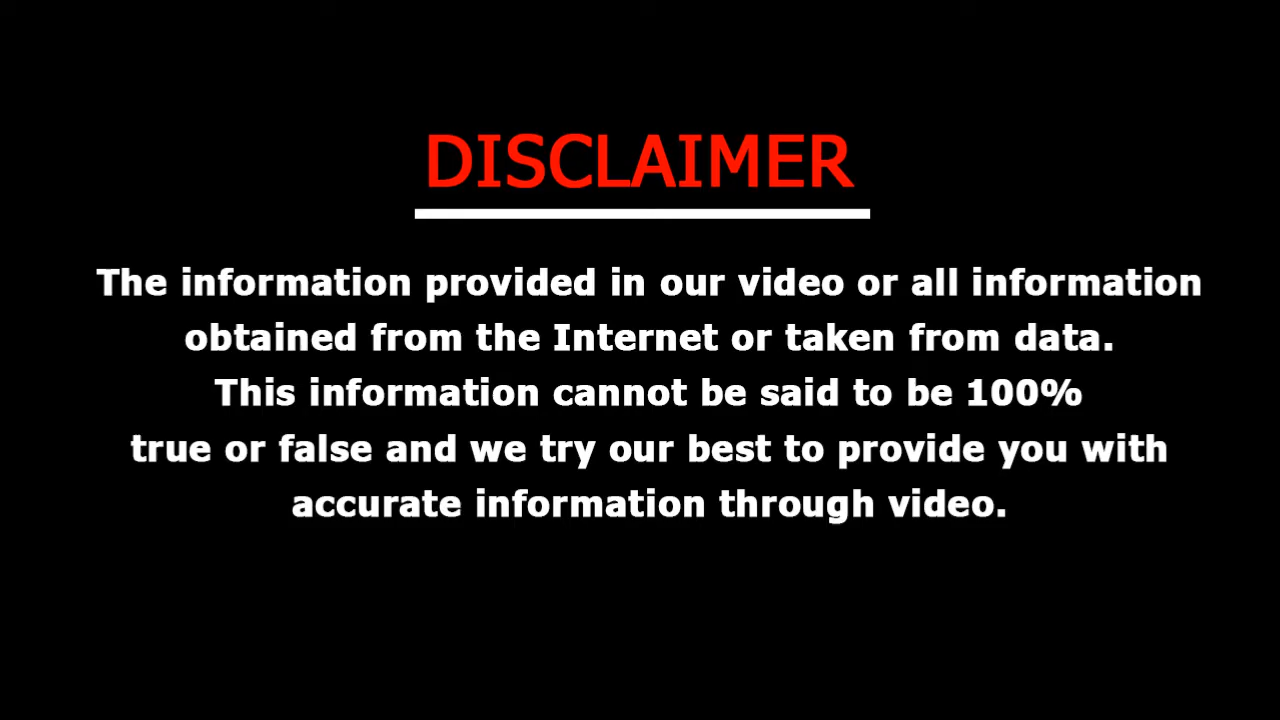 DISCLAIMER
The information provided in our video or all information
obtained from the Internet or taken from data.
This information cannot be said to be 100%
true or false and we try our best to provide you with
accurate information through video.